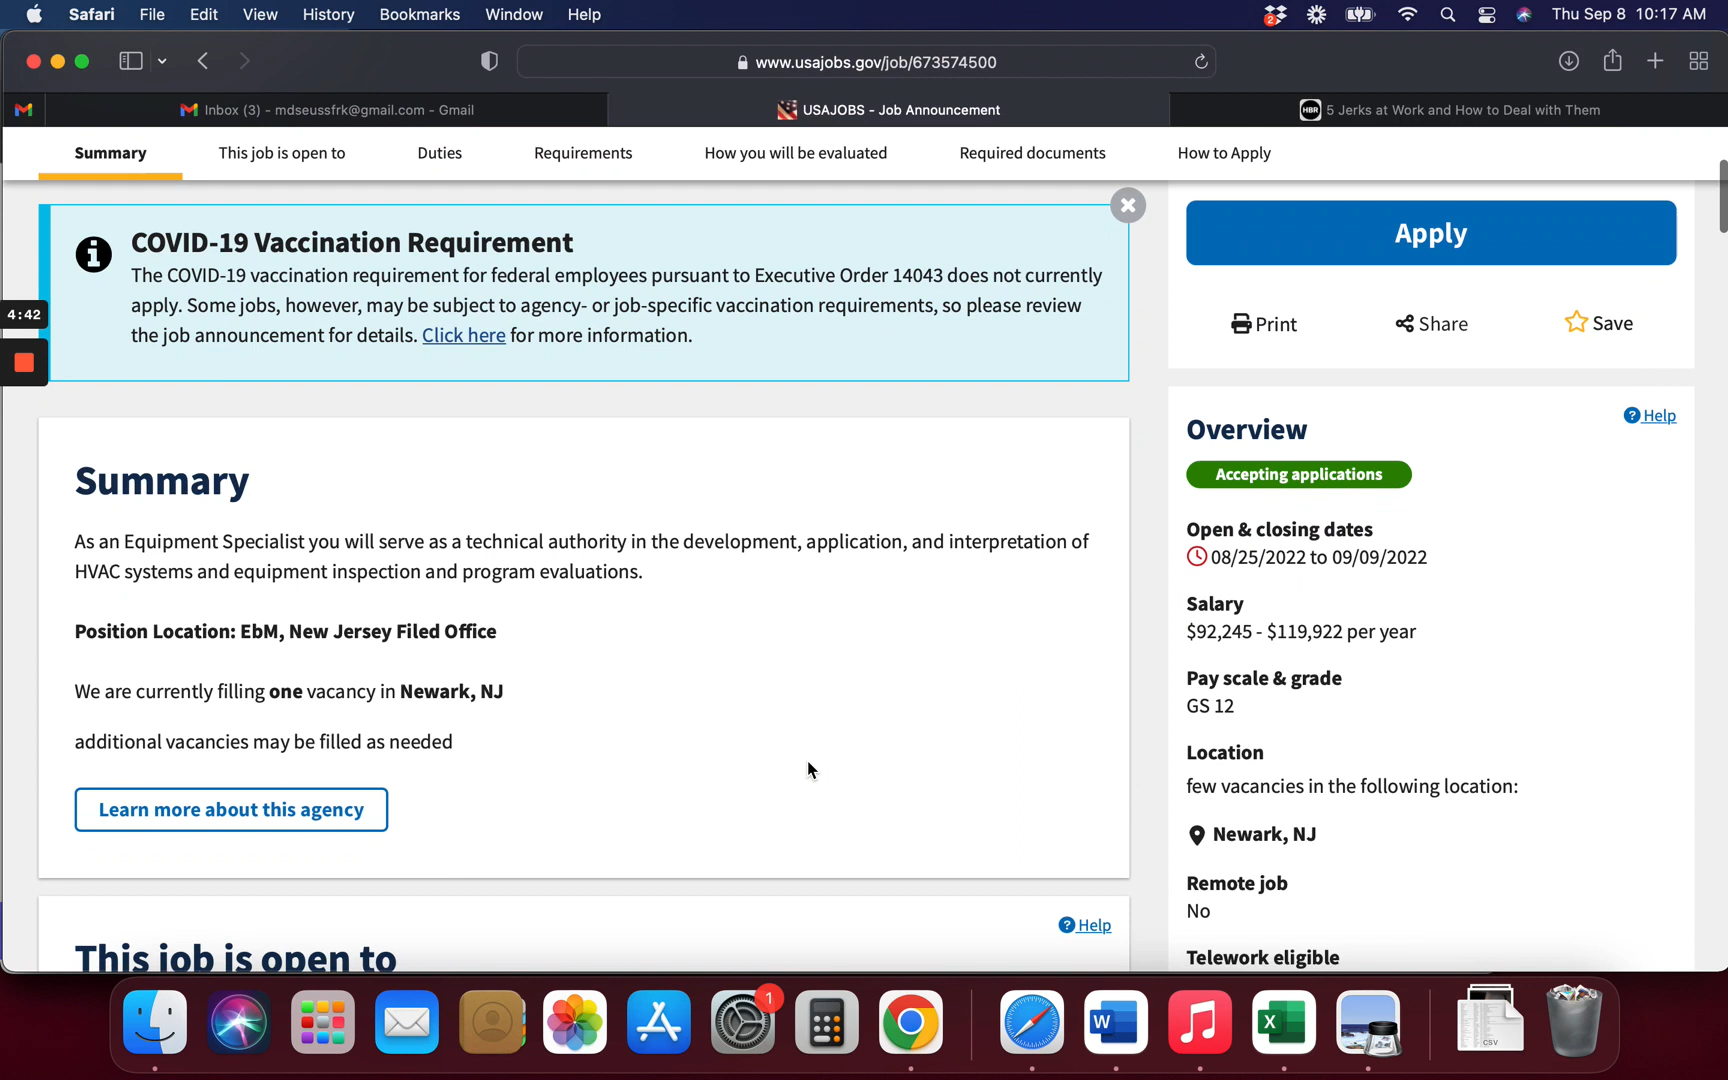 Safari File Edit View History Bookmarks Window Help
2
Thu Sep 8 10:17 AM
www.usajobs.gov/job/673574500
Inbox (3) - mdseussfrk@gmail.com - Gmail
USAJOBS - Job Announcement
HBR 5 Jerks at Work and How to Deal with Them
Summary This job is open to Duties Requirements How you will be evaluated Required documents How to Apply
COVID-19 Vaccination Requirement
The COVID-19 vaccination requirement for federal employees pursuant to Executive Order 14043 does not currently
apply. Some jobs, however, may be subject to agency- or job-specific vaccination requirements, so please review
the job announcement for details. Click here for more information.
4:42
Summary
As an Equipment Specialist you will serve as a technical authority in the development, application, and interpretation of
HVAC systems and equipment inspection and program evaluations.
Position Location: EbM, New Jersey Filed Office
We are currently filling one vacancy in Newark, NJ
additional vacancies may be filled as needed
Learn more about this agency
Help
This job is open to
Apply
Print Share Save
Help
Overview
Accepting applications
Open & closing dates
08/25/2022 to 09/09/2022
Salary
$92,245 - $119,922 per year
Pay scale & grade
GS 12
Location
few vacancies in the following location:
Newark, NJ
Remote job
No
Telework eligible
1
W
X
CSV